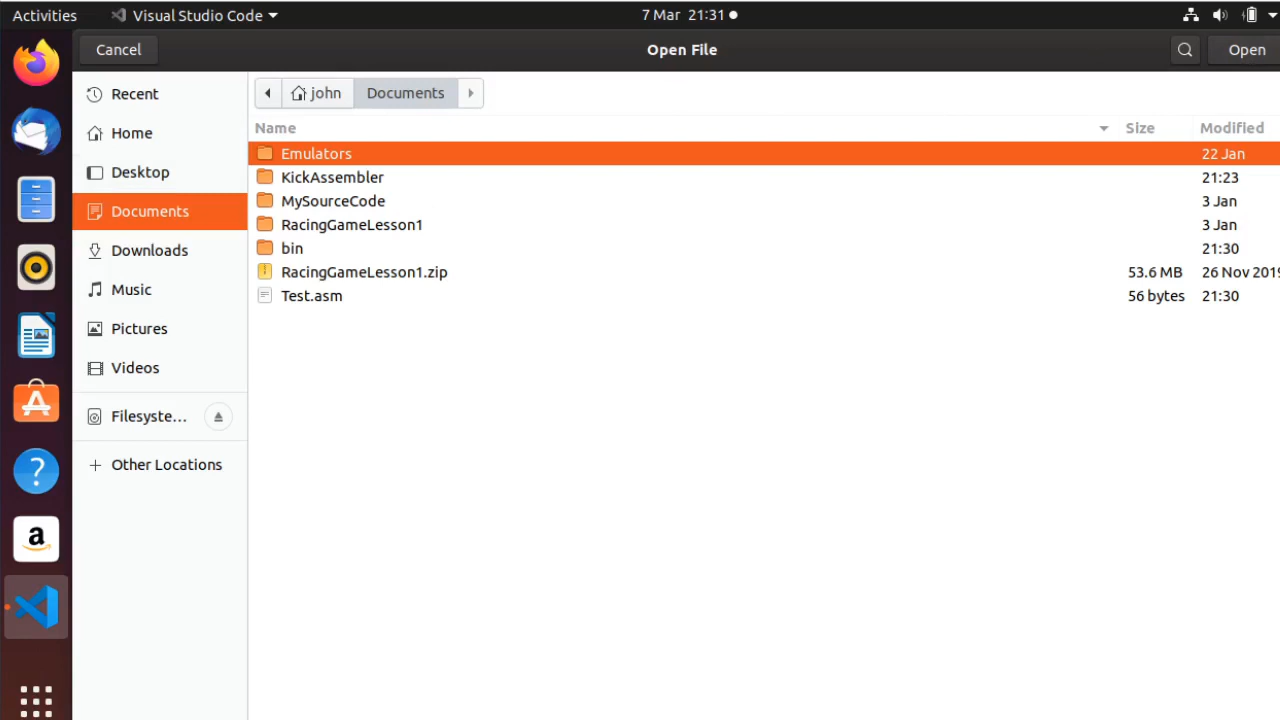 Activities Visual Studio Code 7 Mar 21:31
Cancel Open File Open
Recent
Home
Desktop
Documents
Downloads
Music
Pictures
Videos
Filesyste...
Other Locations
john Documents
Name Size Modified
Emulators 22 Jan
KickAssembler 21:23
MySourceCode 3 Jan
RacingGameLesson1 3 Jan
bin 21:30
RacingGameLesson1.zip 53.6 MB 26 Nov 2019
Test.asm 56 bytes 21:30
?
a